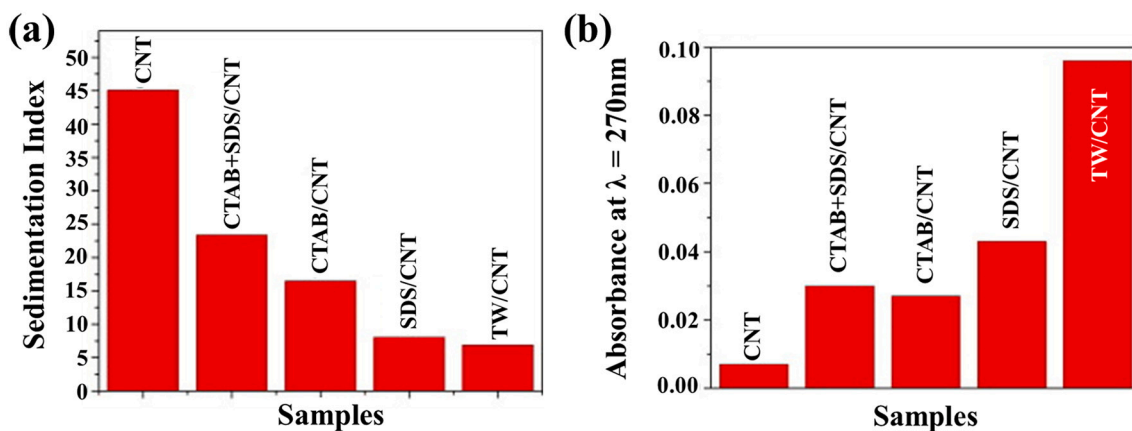 (a)
Sedimentation Index
50
45
40
35
30
25
20
15
10
5
0
CNT
CTAB+SDS/CNT
CTAB/CNT
SDS/CNT
TW/CNT
Samples
(b)
Absorbance at λ = 270nm
0.10
0.08
0.06
0.04
0.02
0.00
CNT
CTAB+SDS/CNT
CTAB/CNT
SDS/CNT
TW/CNT
Samples